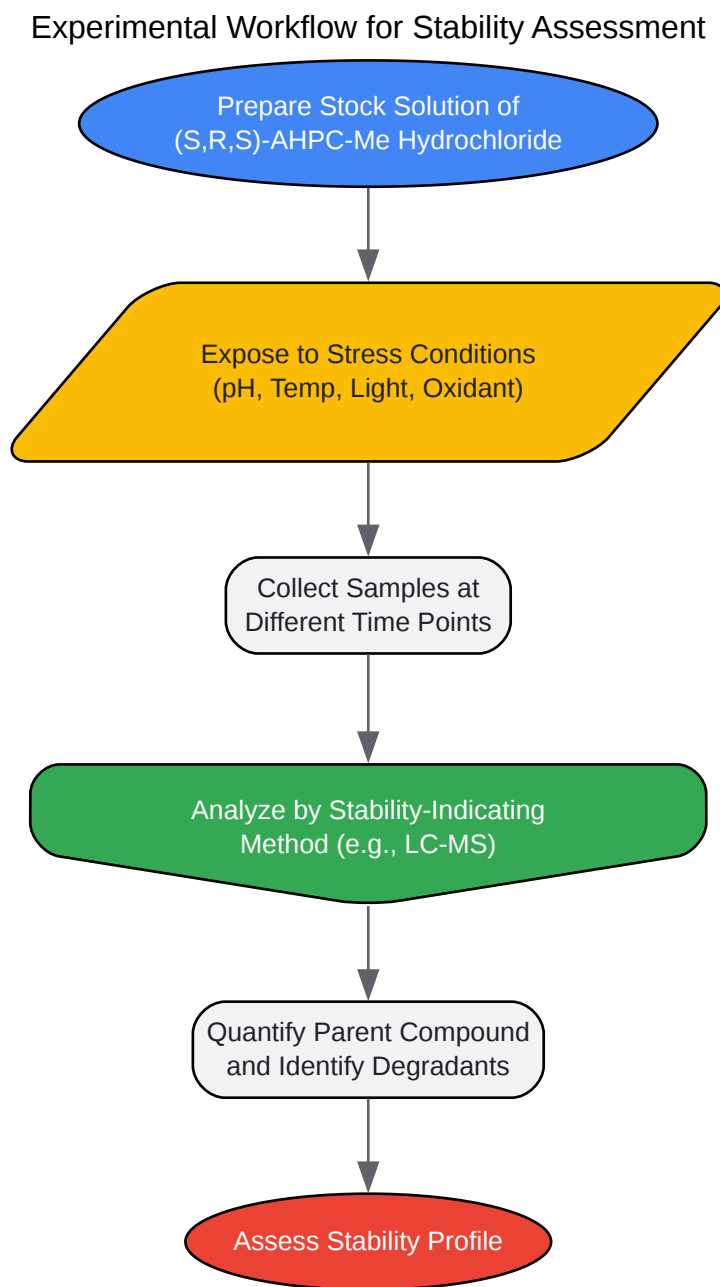 Experimental Workflow for Stability Assessment
Prepare Stock Solution of
(S,R,S)-AHPC-Me Hydrochloride
Expose to Stress Conditions
(pH, Temp, Light, Oxidant)
Collect Samples at
Different Time Points
Analyze by Stability-Indicating
Method (e.g., LC-MS)
Quantify Parent Compound
and Identify Degradants
Assess Stability Profile